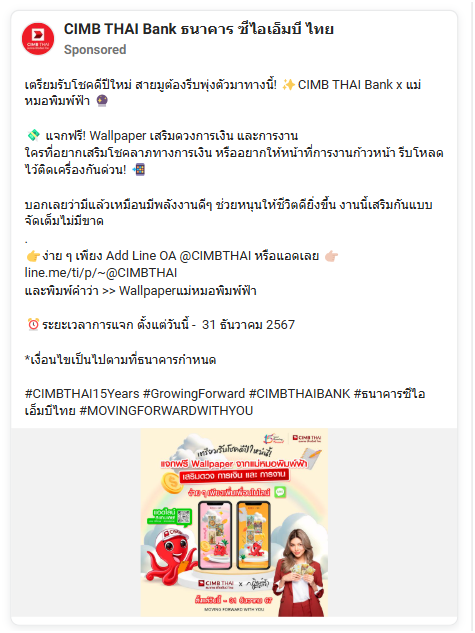 CIMB THAI Bank ธนาคาร ซีไอเอ็มบี ไทย
Sponsored
เตรียมรับโชคดีปีใหม่ สายมูต้องรีบพุ่งตัวมาทางนี้! ✨CIMB THAI Bank x แม่
หมอพิมพ์ฟ้า 🔮
💸 แจกฟรี! Wallpaper เสริมดวงการเงิน และการงาน
ใครที่อยากเสริมโชคลาภทางการเงิน หรืออยากให้หน้าที่การงานก้าวหน้า รีบโหลด
ไว้ติดเครื่องกันด่วน! 📲
บอกเลยว่ามีแล้วเหมือนมีพลังงานดีๆ ช่วยหนุนให้ชีวิตดียิ่งขึ้น งานนี้เสริมกันแบบ
จัดเต็มไม่มีขาด
.
👉ง่าย ๆ เพียง Add Line OA @CIMBTHAI หรือแอดเลย 👉🏻
line.me/ti/p/~@CIMBTHAI
และพิมพ์คำว่า >> Wallpaperแม่หมอพิมพ์ฟ้า
⏰ระยะเวลาการแจก ตั้งแต่วันนี้ - 31 ธันวาคม 2567
*เงื่อนไขเป็นไปตามที่ธนาคารกำหนด
#CIMBTHAI15Years #GrowingForward #CIMBTHAIBANK #ธนาคารซีไอ
เอ็มบีไทย #MOVINGFORWARDWITHYOU
CIMB THAI
เตรียมรับโชคดีปีใหม่นี้!
แจกฟรี Wallpaper จากแม่หมอพิมพ์ฟ้า
เสริมดวง การเงิน และ การงาน
ง่าย ๆ เพียงเพิ่มเพื่อนในไลน์
แอดไลน์
CIMB THAI x
ตั้งแต่วันนี้ – 31 ธันวาคม 67
MOVING FORWARD WITH YOU